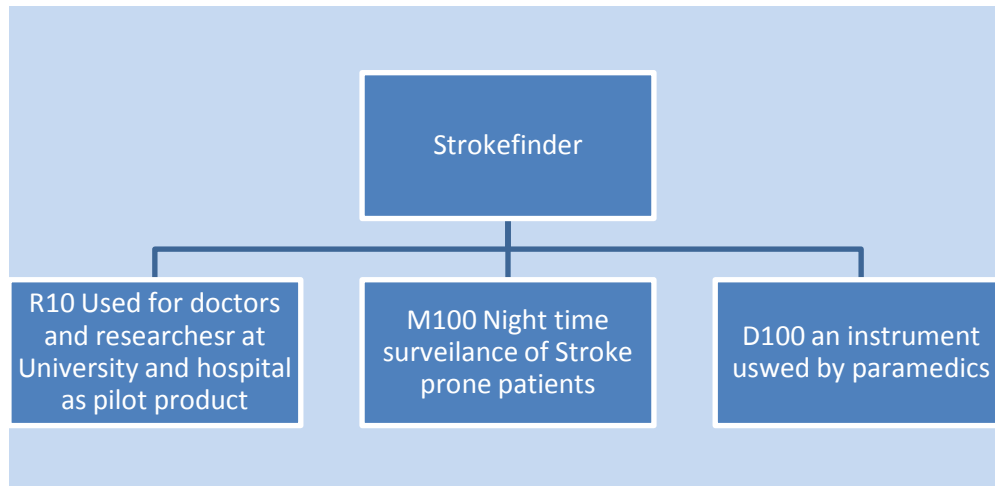 Strokefinder
R10 Used for doctors
and researchesr at
University and hospital
as pilot product
M100 Night time
surveilance of Stroke
prone patients
D100 an instrument
uswed by paramedics